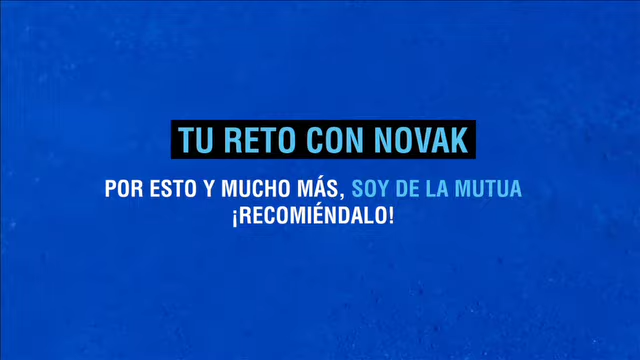 TU RETO CON NOVAK
POR ESTO Y MUCHO MÁS, SOY DE LA MUTUA
¡RECOMIÉNDALO!